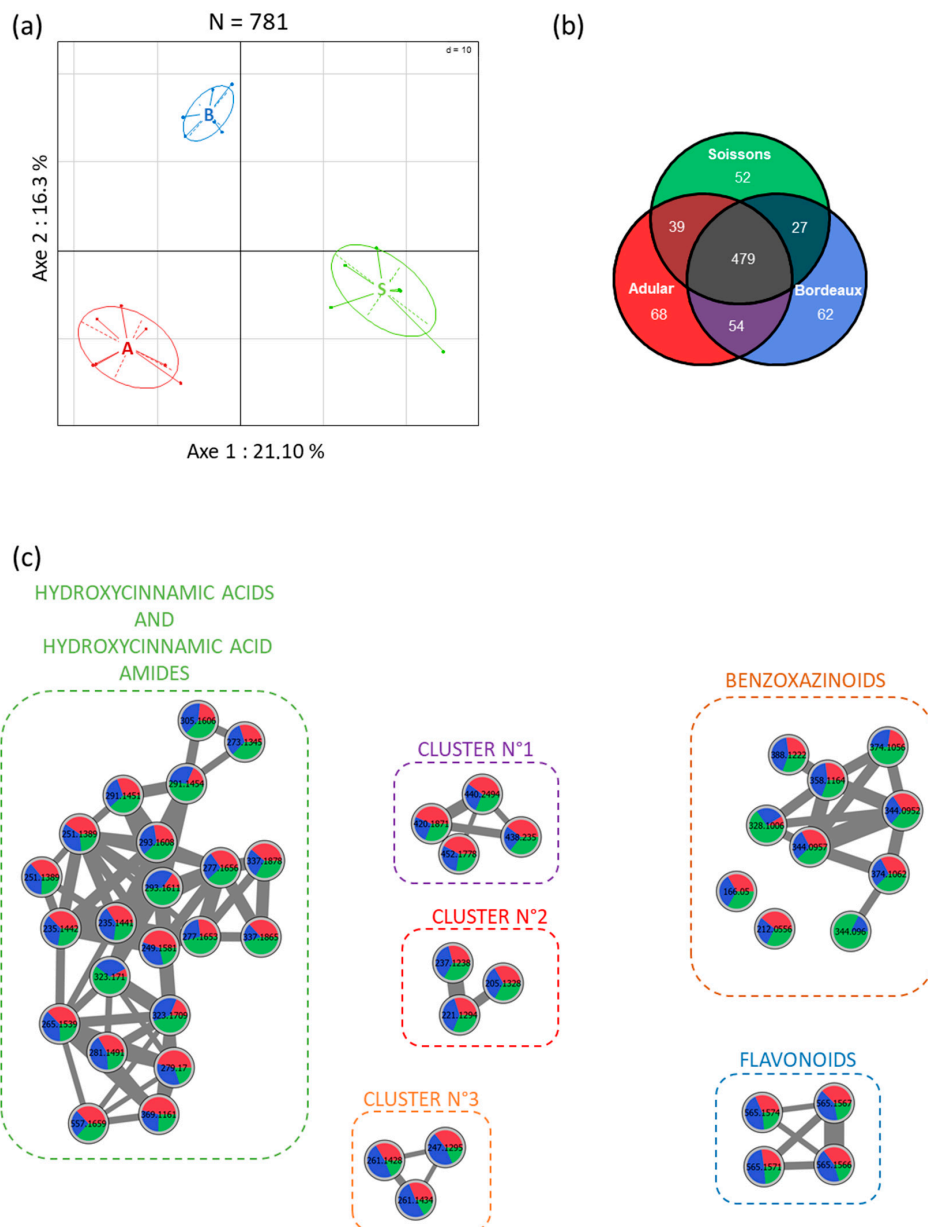 (a)
N = 781
d = 10
B
S
A
Axe 2 : 16.3 %
Axe 1 : 21.10 %
(b)
Soissons
52
39
27
479
Adular
Bordeaux
68
54
62
(c)
HYDROXYCINNAMIC ACIDS
AND
HYDROXYCINNAMIC ACID
AMIDES
305.1606
273.1345
291.1454
291.1451
251.1389
293.1608
277.1656
337.1878
251.1389
293.1611
235.1442
235.1441
249.1581
277.1653
337.1865
323.171
265.1539
323.1709
281.1491
279.17
557.1659
369.1161
CLUSTER N°1
440.2494
420.1871
438.235
452.1778
CLUSTER N°2
237.1238
205.1328
221.1294
CLUSTER N°3
247.1295
261.1428
261.1434
BENZOXAZINOIDS
374.1056
388.1222
358.1164
344.0952
328.1006
344.0957
374.1062
166.05
212.0556
344.096
FLAVONOIDS
565.1574
565.1567
565.1571
565.1566